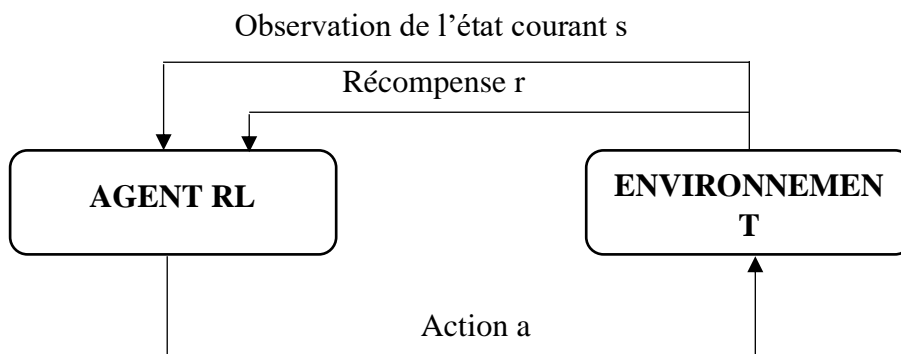 Observation de l’état courant s
Récompense r
AGENT RL
ENVIRONNEMEN
T
Action a